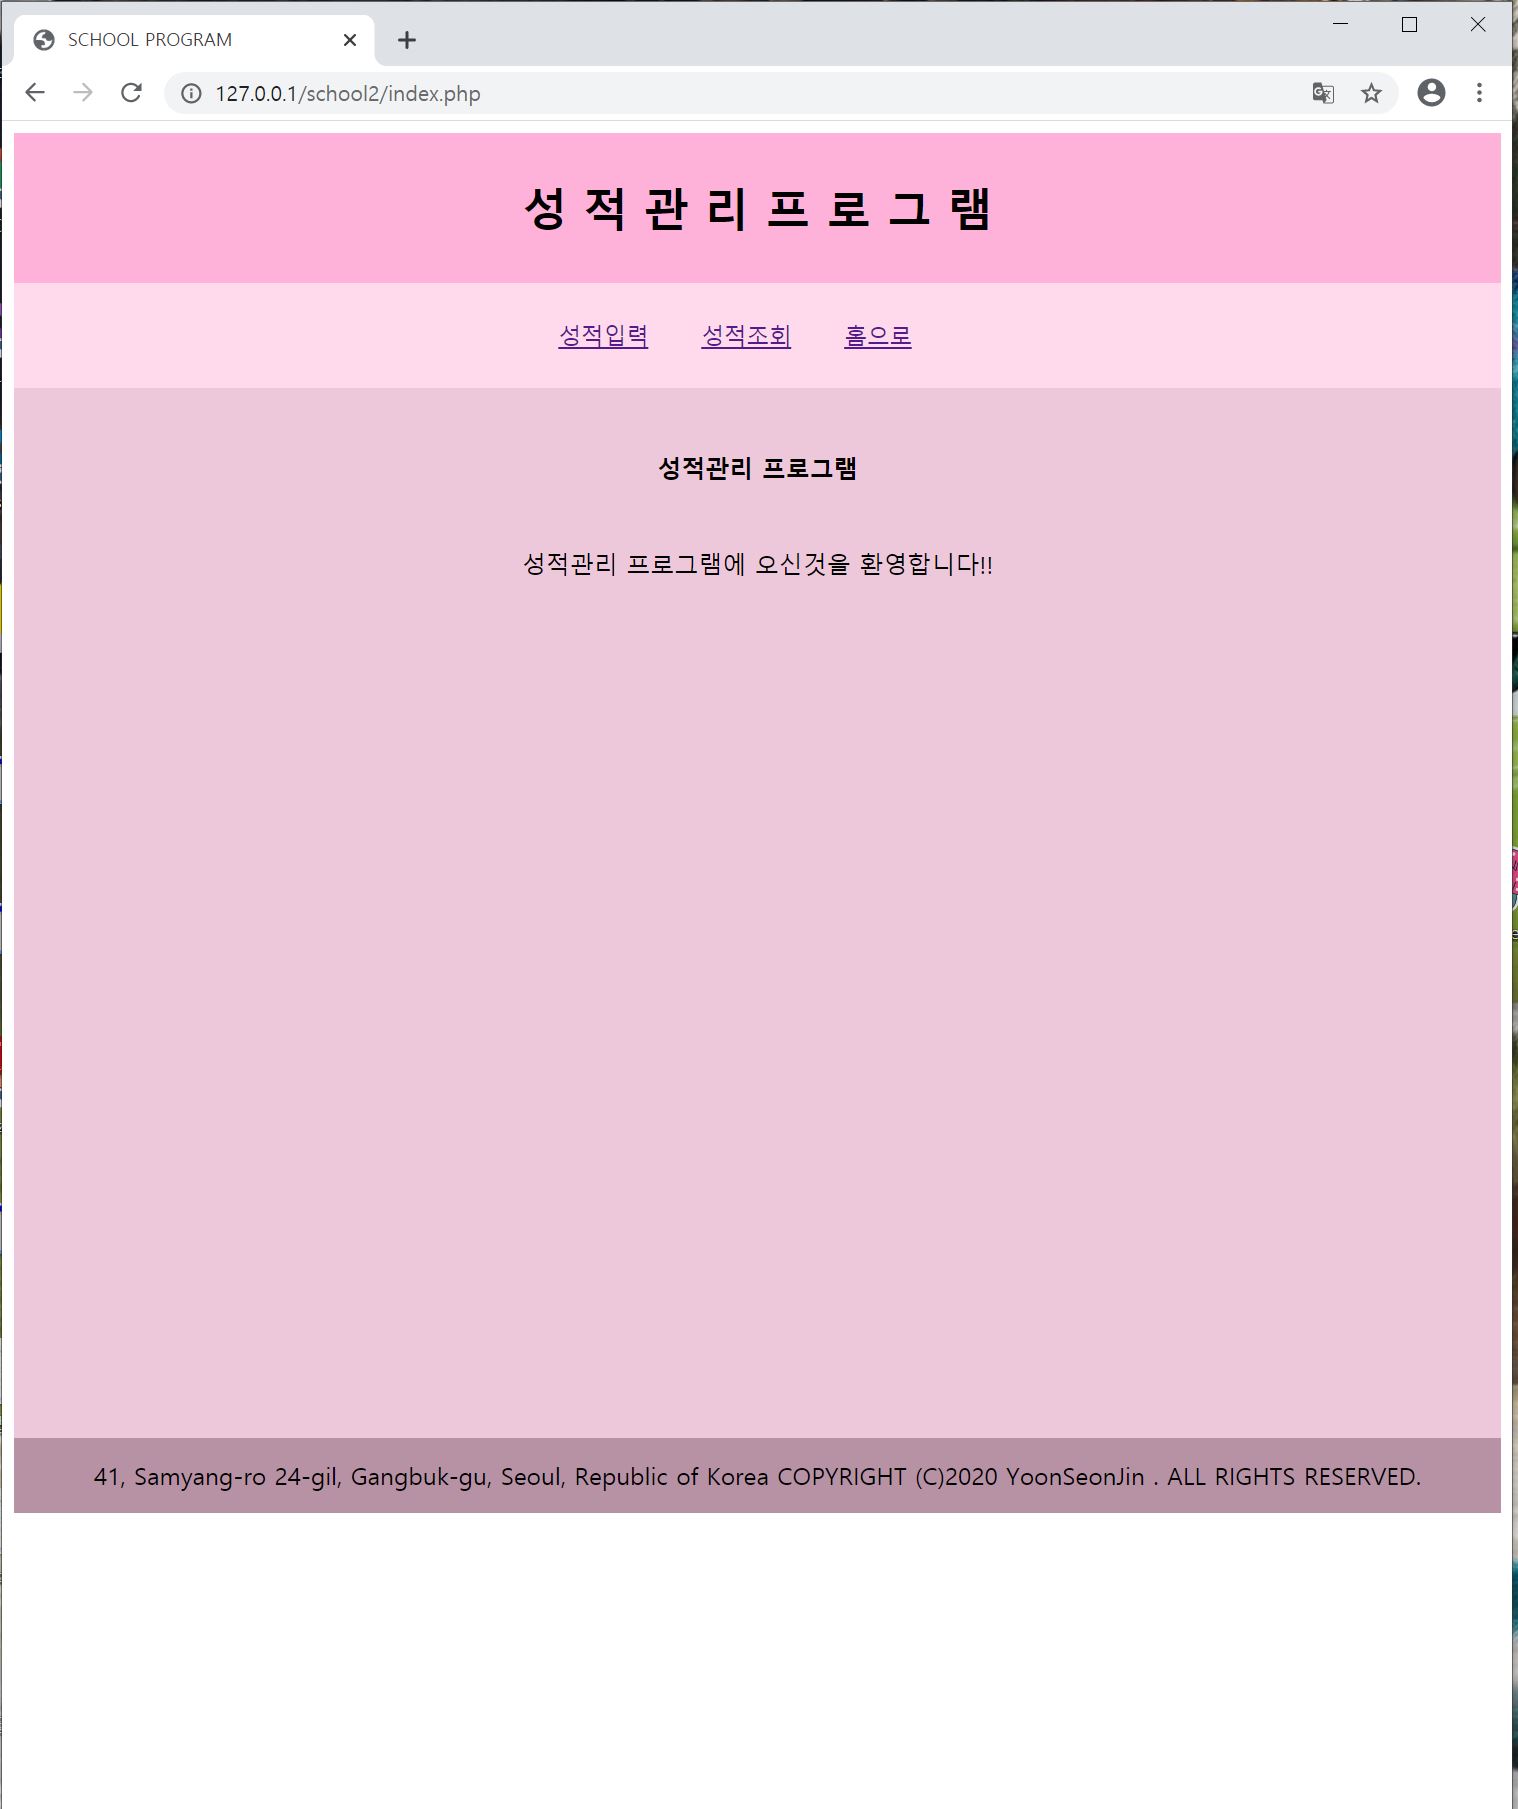 SCHOOL PROGRAM
127.0.0.1/school2/index.php
성 적 관 리 프 로 그 램
성적입력 성적조회 홈으로
성적관리 프로그램
성적관리 프로그램에 오신것을 환영합니다!!
41, Samyang-ro 24-gil, Gangbuk-gu, Seoul, Republic of Korea COPYRIGHT (C)2020 YoonSeonJin . ALL RIGHTS RESERVED.